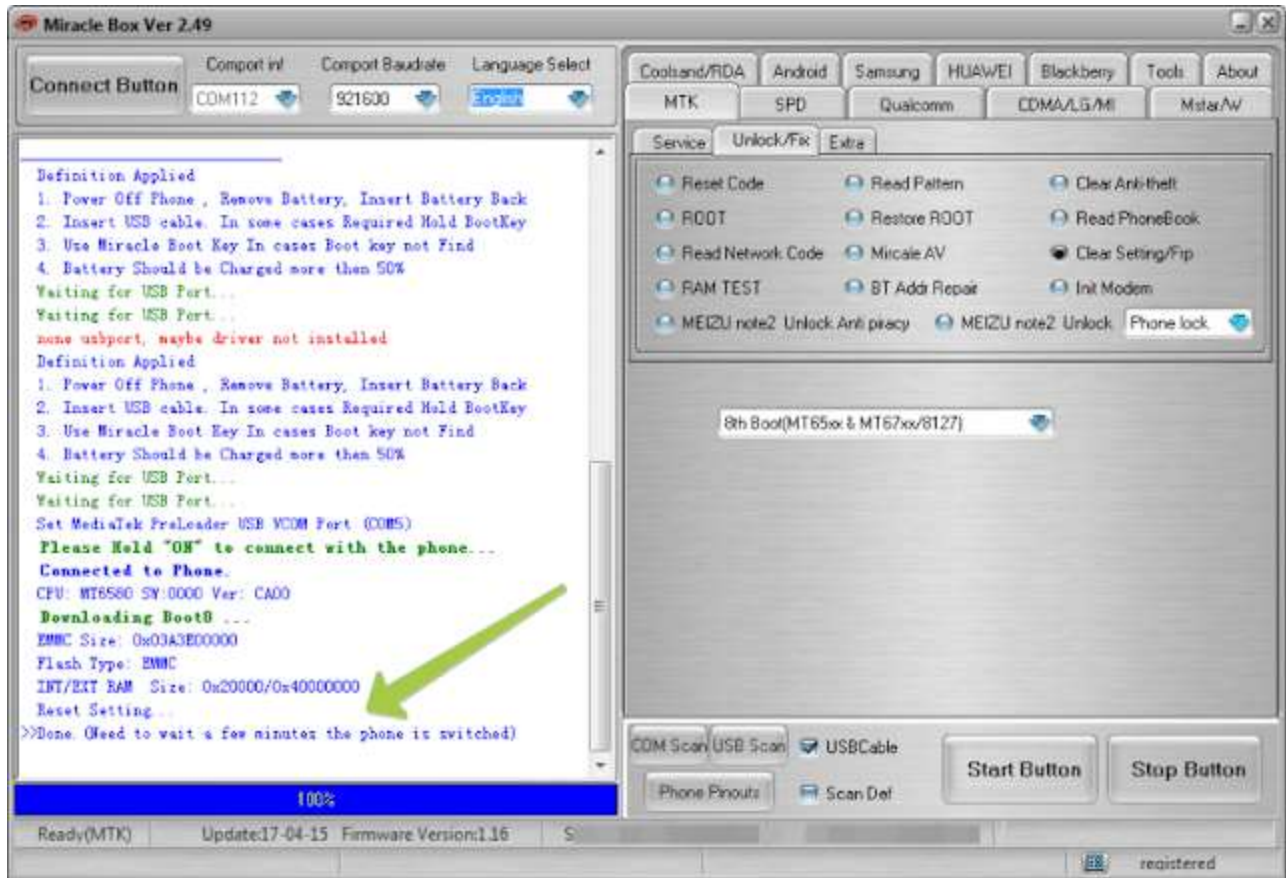 Miracle Box Ver 2.49
Connect Button
Comport inf
Comport Baudrate
Language Select
COM112
921600
English
Definition Applied
1. Power Off Phone , Remove Battery, Insert Battery Back
2. Insert USB cable. In some cases Required Hold BootKey
3. Use Miracle Boot Key In cases Boot key not Find
4. Battery Should be Charged more then 50%
Waiting for USB Port...
Waiting for USB Port...
none usbport, maybe driver not installed
Definition Applied
1. Power Off Phone , Remove Battery, Insert Battery Back
2. Insert USB cable. In some cases Required Hold BootKey
3. Use Miracle Boot Key In cases Boot key not Find
4. Battery Should be Charged more then 50%
Waiting for USB Port...
Waiting for USB Port...
Set MediaTek PreLoader USB VCOM Port (COM5)
Please Hold "ON" to connect with the phone...
Connected to Phone.
CPU: MT6580 SW:0000 Ver: CA00
Downloading Boot8 ...
EMMC Size: 0x03A3E00000
Flash Type: EMMC
INT/EXT RAM Size: 0x20000/0x40000000
Reset Setting...
>>Done. (Need to wait a few minutes the phone is switched)
100%
Coolsand/RDA Android Samsung HUAWEI Blackberry Tools About
MTK SPD Qualcomm CDMA/LG/MI Mstar/W
Service Unlock/Fix Extra
Reset Code Read Pattern Clear Anti-theft
ROOT Restore ROOT Read PhoneBook
Read Network Code Mircale AV Clear Setting/Frp
RAM TEST BT Addr Repair Init Modem
MEIZU note2 Unlock Anti piracy MEIZU note2 Unlock Phone lock
8th Boot(MT65xx & MT67xx/8127)
COM Scan USB Scan USBCable
Phone Pinouts Scan Def
Start Button
Stop Button
Ready(MTK) Update:17-04-15 Firmware Version:1.16 S
registered